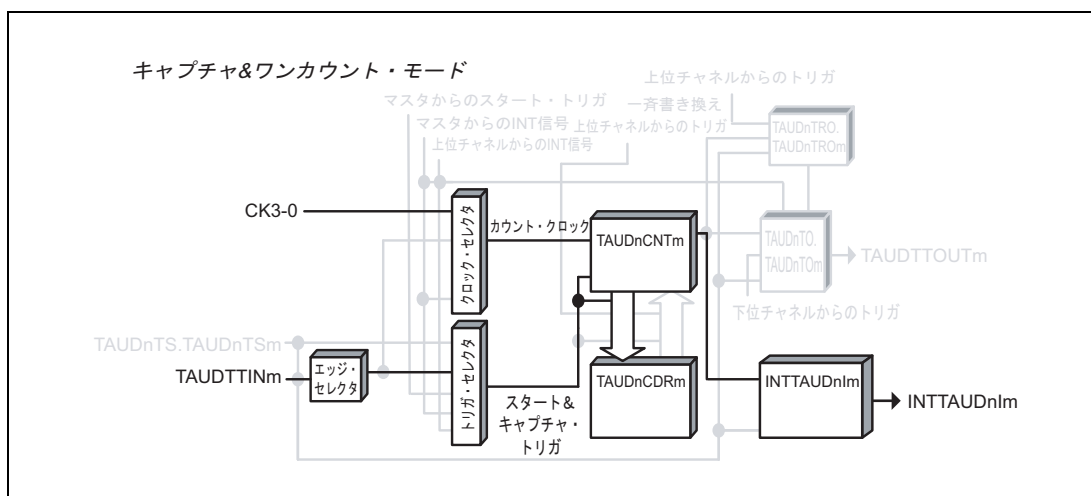 キャプチャ&ワンカウント・モード
上位チャネルからのトリガ
マスタからのスタート・トリガ
一斉書き換え
マスタからのINT信号
上位チャネルからのトリガ
上位チャネルからのINT信号
TAUDnTRO.
TAUDnTROm
CK3-0
クロック・セレクタ
カウント・クロック
TAUDnCNTm
TAUDnTO.
TAUDnTOm
TAUDTTOUTm
下位チャネルからのトリガ
TAUDnTS.TAUDnTSm
TAUDTTINm
エッジ・
セレクタ
トリガ・セレクタ
スタート&
キャプチャ・
トリガ
TAUDnCDRm
INTTAUDnIm
INTTAUDnIm